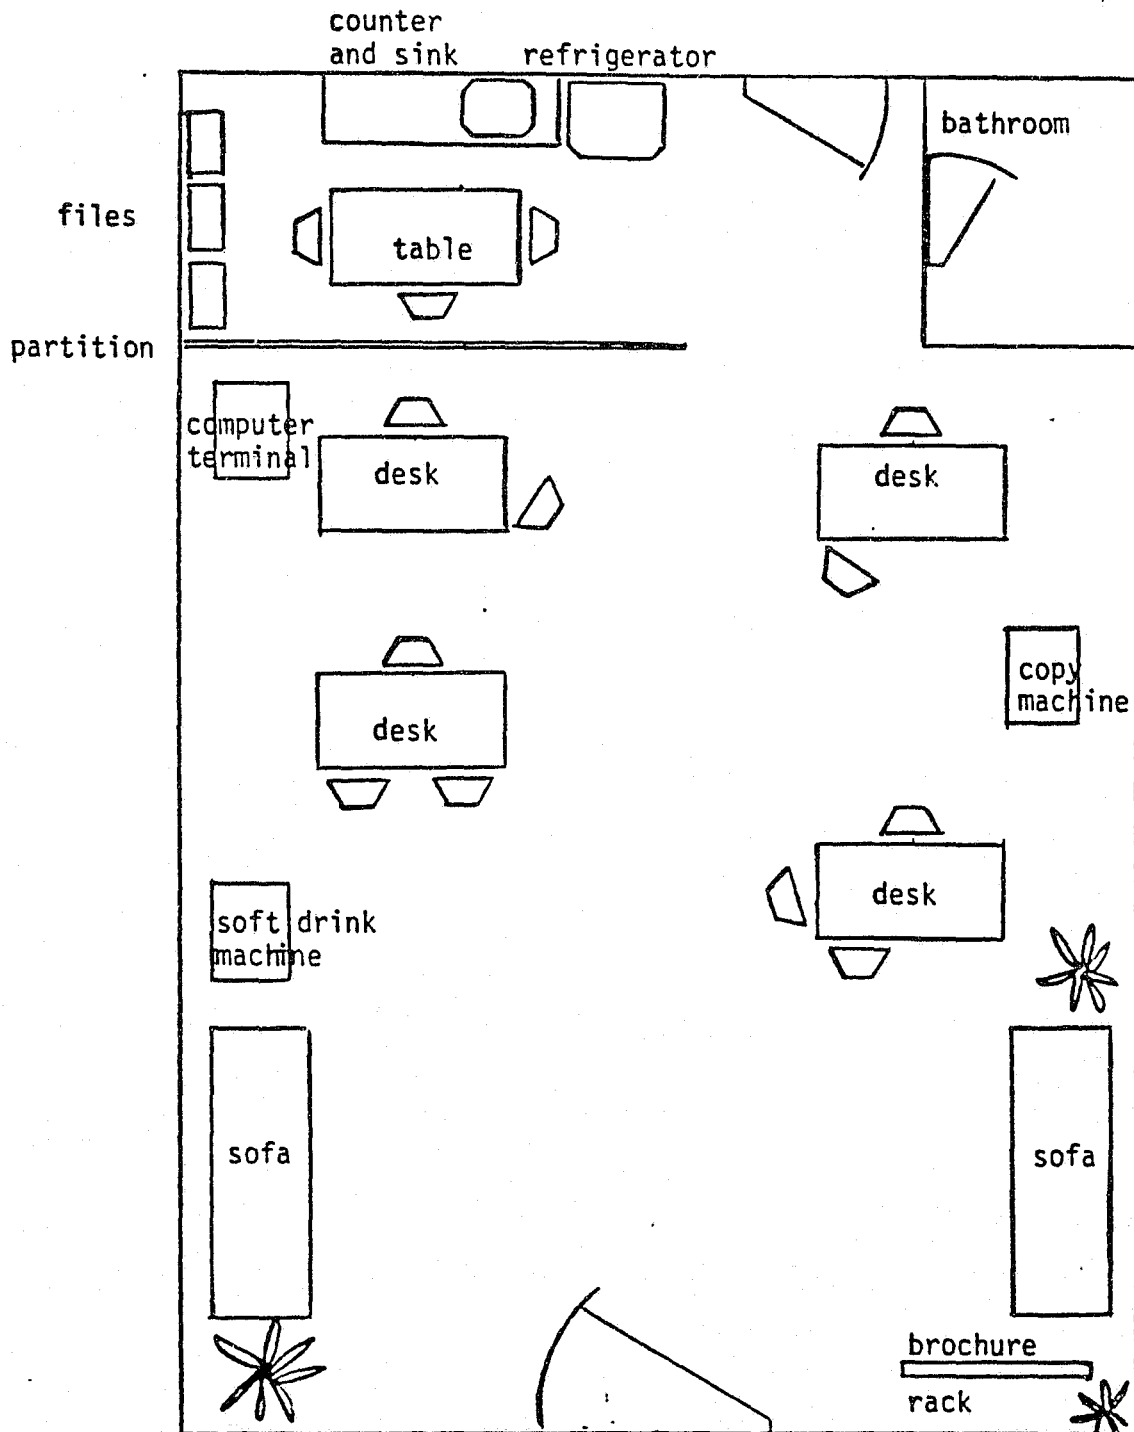 counter
and sink
refrigerator
bathroom
files
table
partition
computer
terminal
desk
desk
copy
machine
desk
desk
soft drink
machine
sofa
sofa
brochure
rack